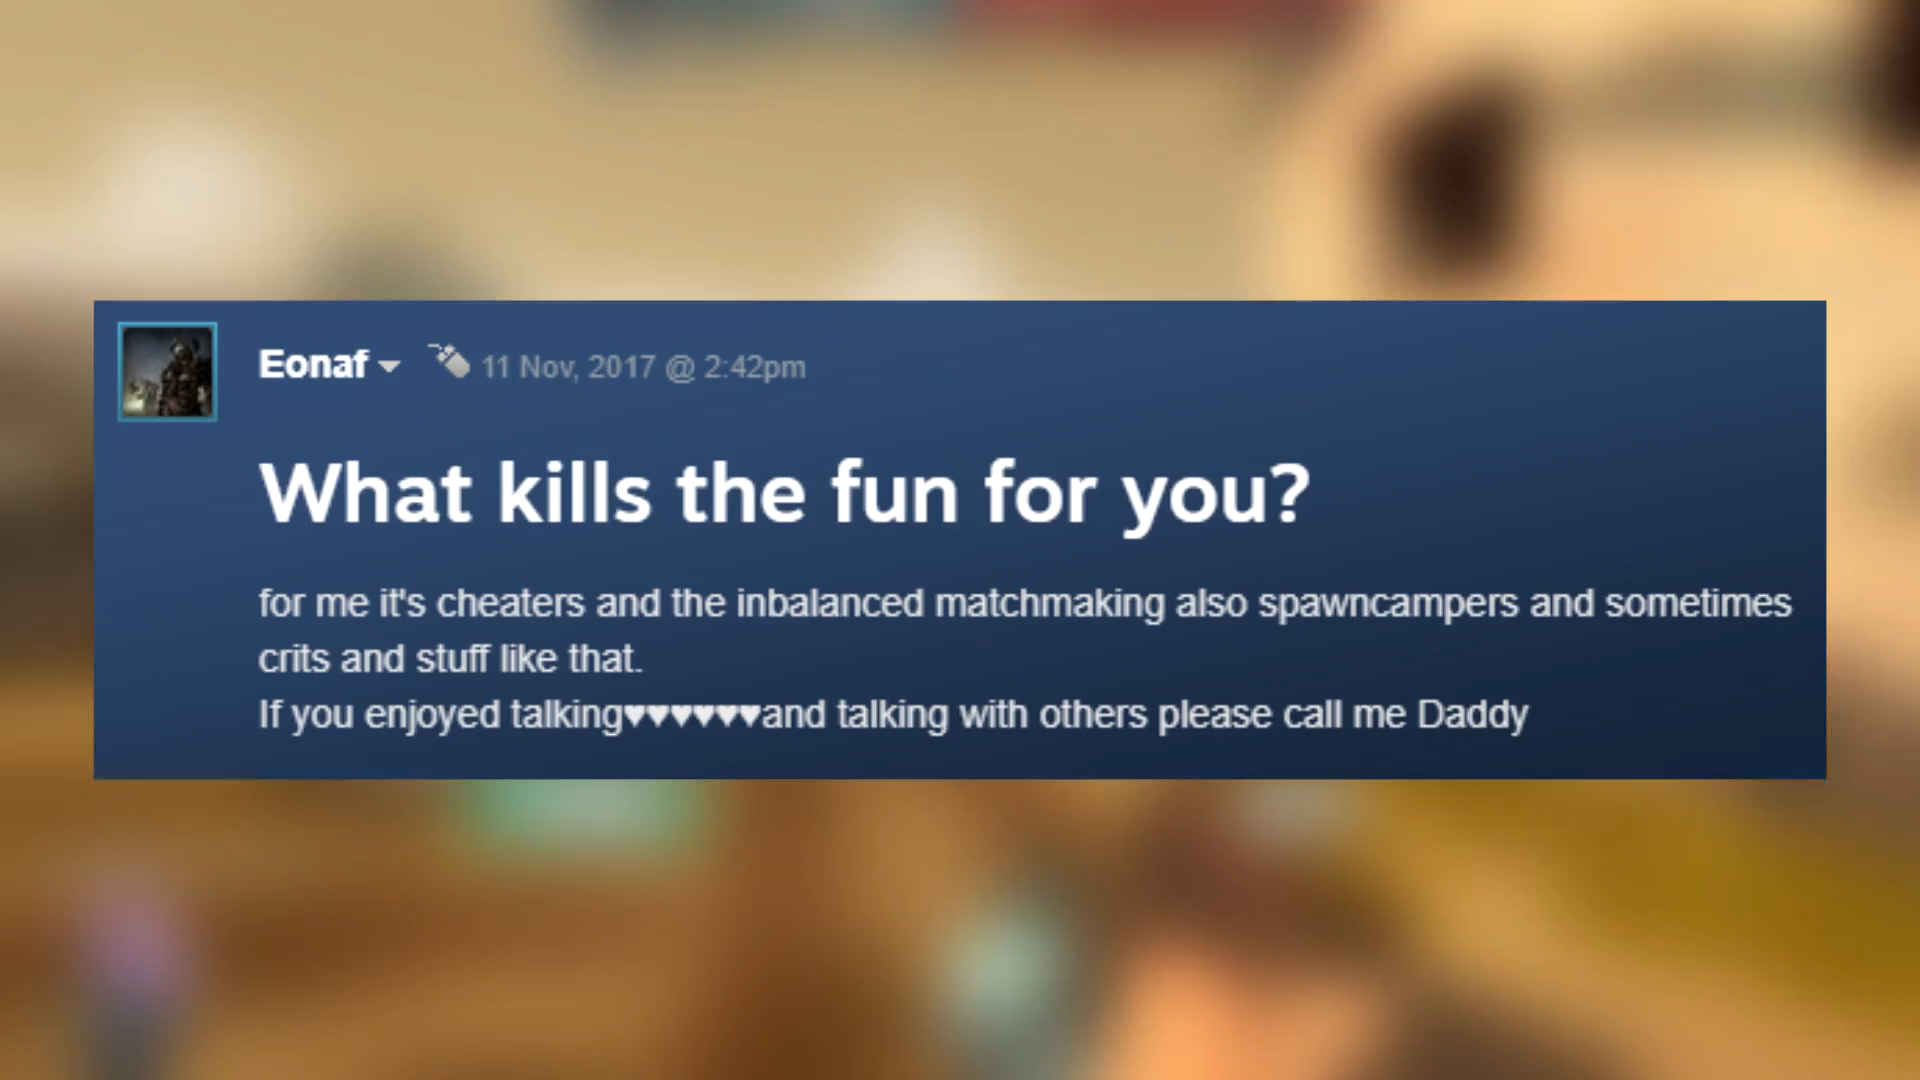 Eonaf 11 Nov, 2017 @ 2:42pm
What kills the fun for you?
for me it's cheaters and the inbalanced matchmaking also spawncampers and sometimes
crits and stuff like that.
If you enjoyed talking♥♥♥♥♥♥and talking with others please call me Daddy